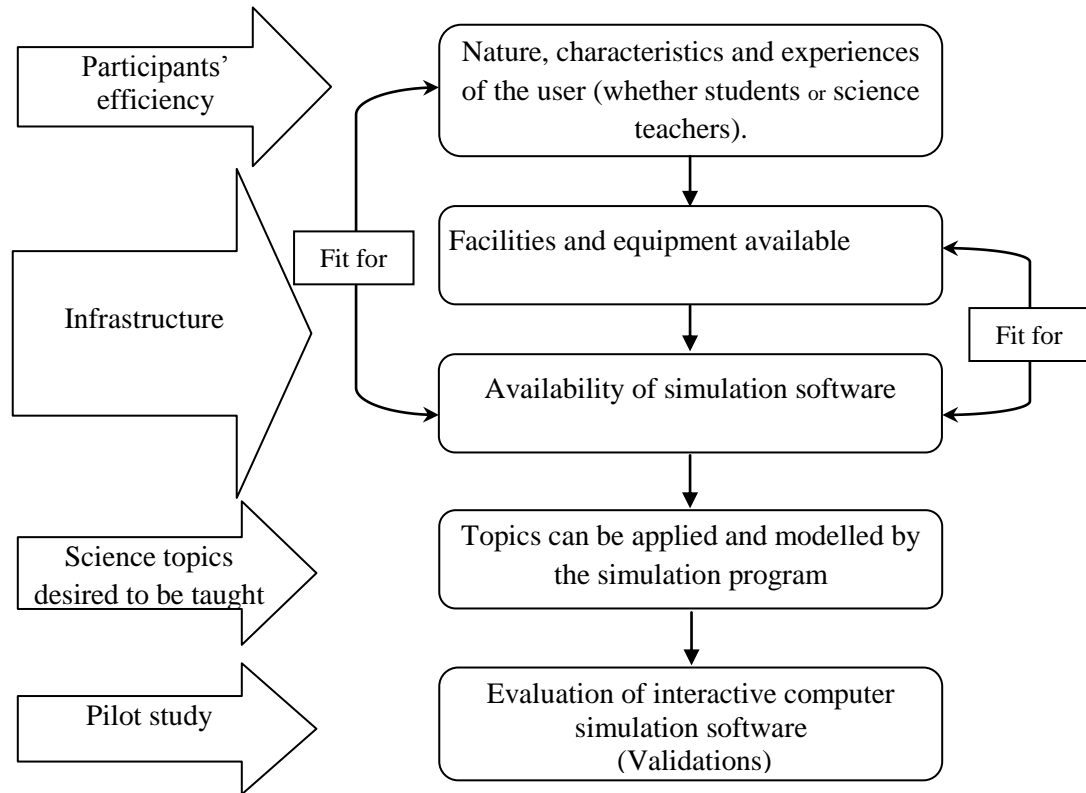 Participants’
efficiency
Nature, characteristics and experiences
of the user (whether students or science
teachers).
Fit for
Facilities and equipment available
Infrastructure
Fit for
Availability of simulation software
Science topics
desired to be taught
Topics can be applied and modelled by
the simulation program
Pilot study
Evaluation of interactive computer
simulation software
(Validations)